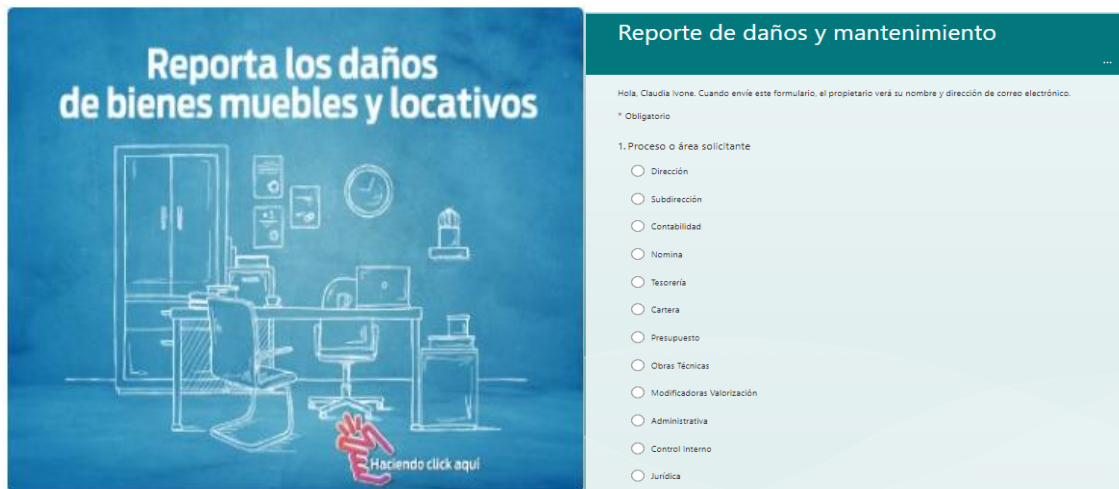 Reporta los daños
de bienes muebles y locativos
Haciendo click aquí
Reporte de daños y mantenimiento
...
Hola, Claudia Ivone. Cuando envíe este formulario, el propietario verá su nombre y dirección de correo electrónico.
* Obligatorio
1. Proceso o área solicitante
Dirección
Subdirección
Contabilidad
Nomina
Tesorería
Cartera
Presupuesto
Obras Técnicas
Modificadoras Valorización
Administrativa
Control Interno
Jurídica